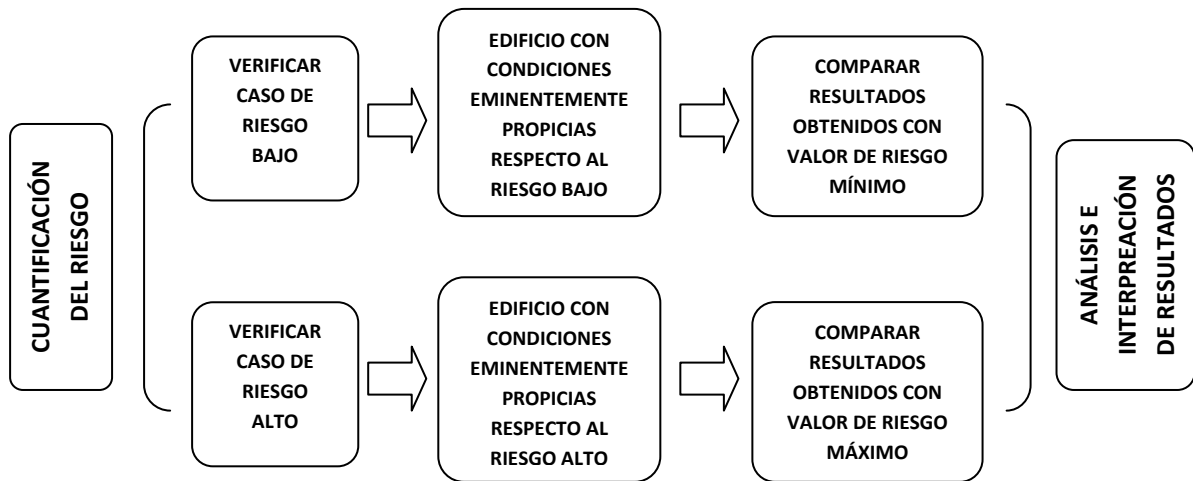 CUANTIFICACIÓN
DEL RIESGO
VERIFICAR
CASO DE
RIESGO
BAJO
EDIFICIO CON
CONDICIONES
EMINENTEMENTE
PROPICIAS
RESPECTO AL
RIESGO BAJO
COMPARAR
RESULTADOS
OBTENIDOS CON
VALOR DE RIESGO
MÍNIMO
VERIFICAR
CASO DE
RIESGO
ALTO
EDIFICIO CON
CONDICIONES
EMINENTEMENTE
PROPICIAS
RESPECTO AL
RIESGO ALTO
COMPARAR
RESULTADOS
OBTENIDOS CON
VALOR DE RIESGO
MÁXIMO
ANÁLISIS E
INTERPREACIÓN
DE RESULTADOS